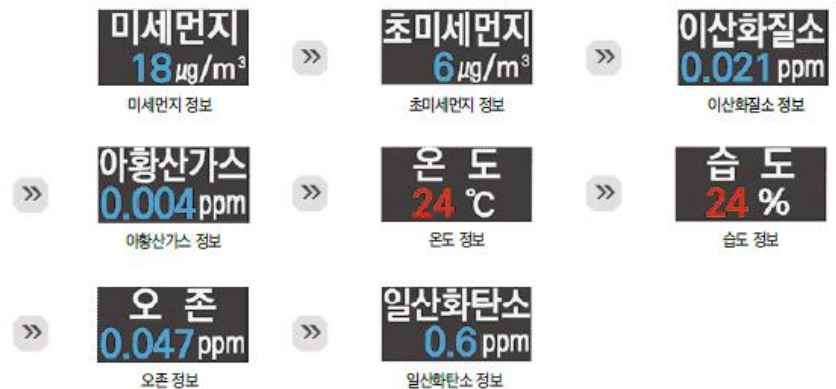 미세먼지
18 µg/m³
미세먼지 정보
»
초미세먼지
6 µg/m³
초미세먼지 정보
»
이산화질소
0.021 ppm
이산화질소 정보
»
아황산가스
0.004 ppm
아황산가스 정보
»
온 도
24 ℃
온도 정보
»
습 도
24 %
습도 정보
»
오 존
0.047 ppm
오존 정보
»
일산화탄소
0.6 ppm
일산화탄소 정보